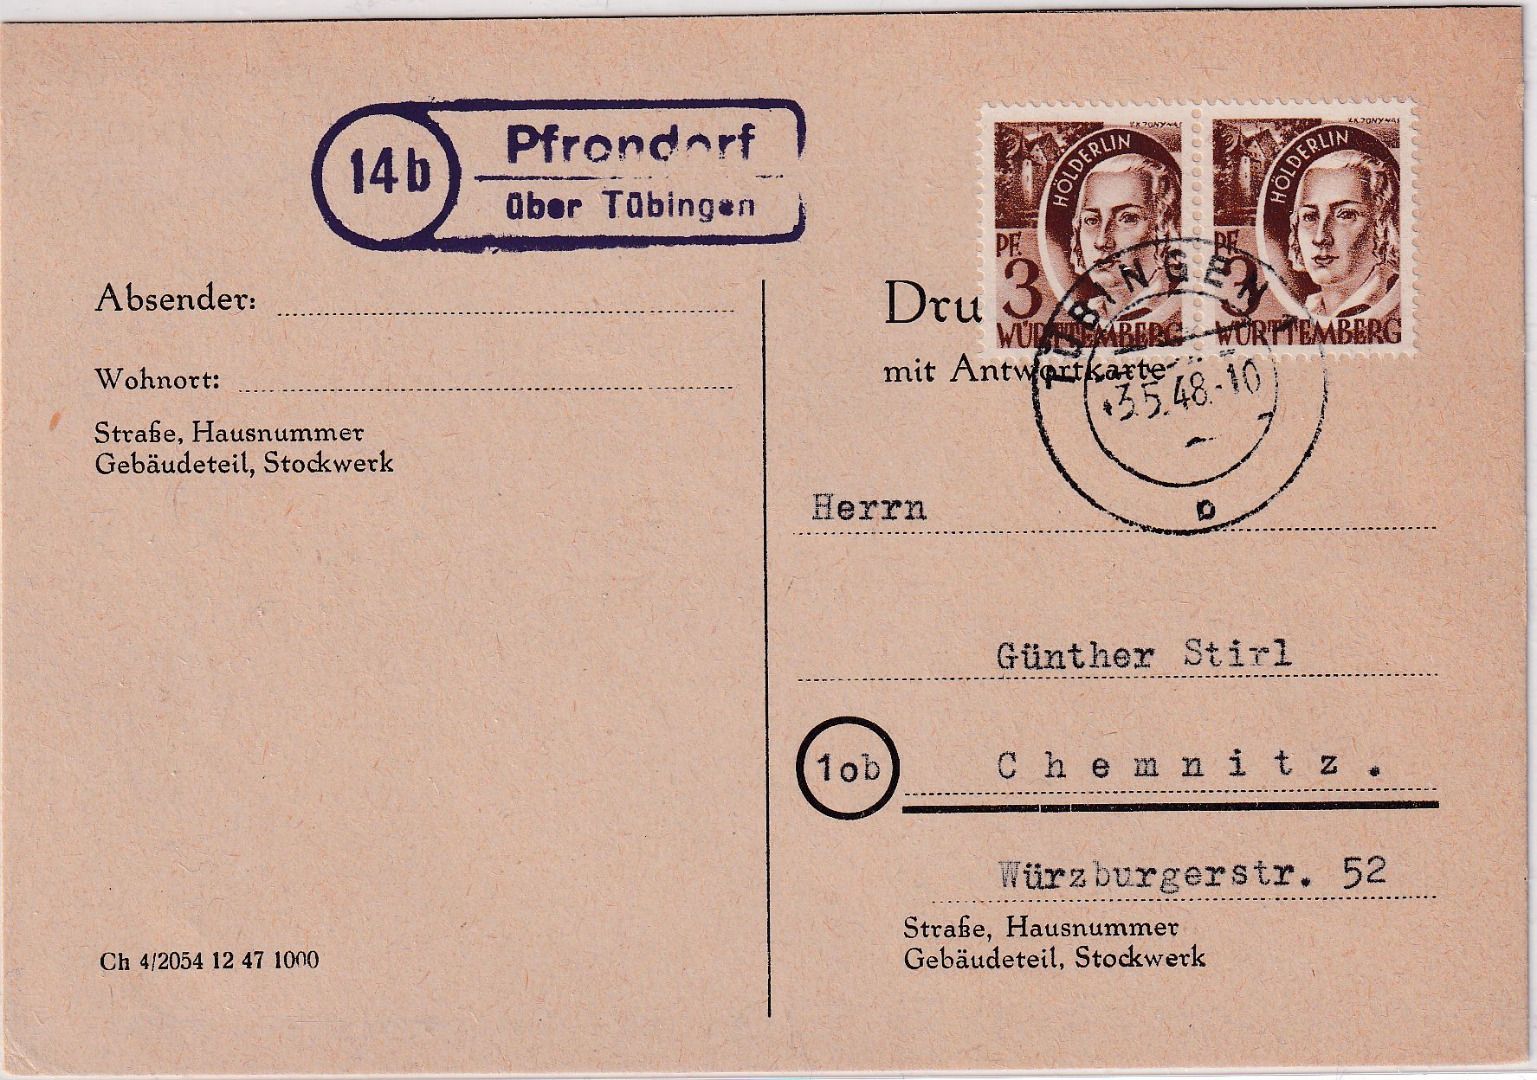 14b
Pfrondorf
über Tübingen
HÖLDERLIN
PF.
3
WÜRTTEMBERG
HÖLDERLIN
PF.
3
WÜRTTEMBERG
TÜBINGEN
3.5.48.-10
Absender:
Wohnort:
Straße, Hausnummer
Gebäudeteil, Stockwerk
Ch 4/2054 12 47 1000
Dru
mit Antwortkarte
Herrn
Günther Stirl
10b
Chemnitz.
Würzburgerstr. 52
Straße, Hausnummer
Gebäudeteil, Stockwerk